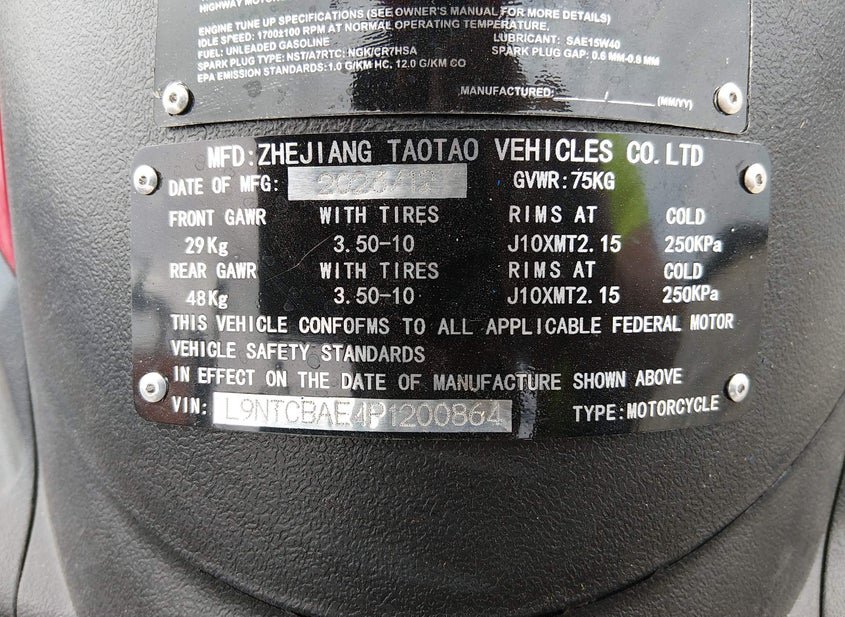 HIGHWAY MOTOR
ENGINE TUNE UP SPECIFICATIONS (SEE OWNER'S MANUAL FOR MORE DETAILS)
IDLE SPEED: 1700±100 RPM AT NORMAL OPERATING TEMPERATURE
FUEL: UNLEADED GASOLINE LUBRICANT: SAE15W40
SPARK PLUG TYPE: NST/A7RTC: NGK/CR7HSA SPARK PLUG GAP: 0.6 MM-0.8 MM
EPA EMISSION STANDARDS: 1.0 G/KM HC, 12.0 G/KM CO
MANUFACTURED: / (MM/YY)
MFD: ZHEJIANG TAOTAO VEHICLES CO.LTD
DATE OF MFG: GVWR: 75KG
FRONT GAWR WITH TIRES RIMS AT COLD
29Kg 3.50-10 J10XMT2.15 250KPa
REAR GAWR WITH TIRES RIMS AT COLD
48Kg 3.50-10 J10XMT2.15 250KPa
THIS VEHICLE CONFOFMS TO ALL APPLICABLE FEDERAL MOTOR
VEHICLE SAFETY STANDARDS
IN EFFECT ON THE DATE OF MANUFACTURE SHOWN ABOVE
VIN: L9NTCBAE4P1200864 TYPE: MOTORCYCLE